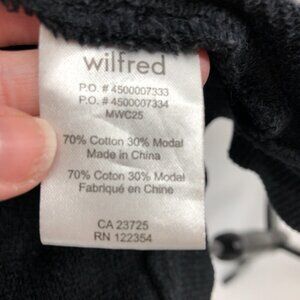 wilfred
P.O. # 4500007333
P.O. # 4500007334
MWC25
70% Cotton 30% Modal
Made in China
70% Cotton 30% Modal
Fabriqué en Chine
CA 23725
RN 122354